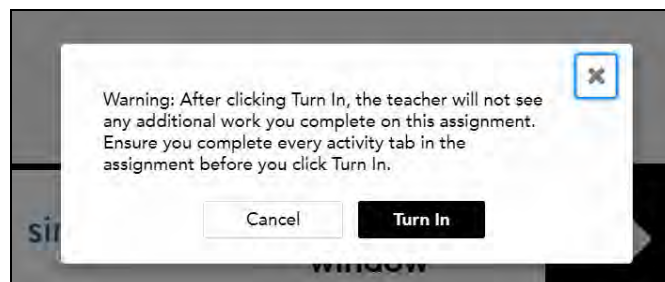 Warning: After clicking Turn In, the teacher will not see
any additional work you complete on this assignment.
Ensure you complete every activity tab in the
assignment before you click Turn In.
Cancel
Turn In
window